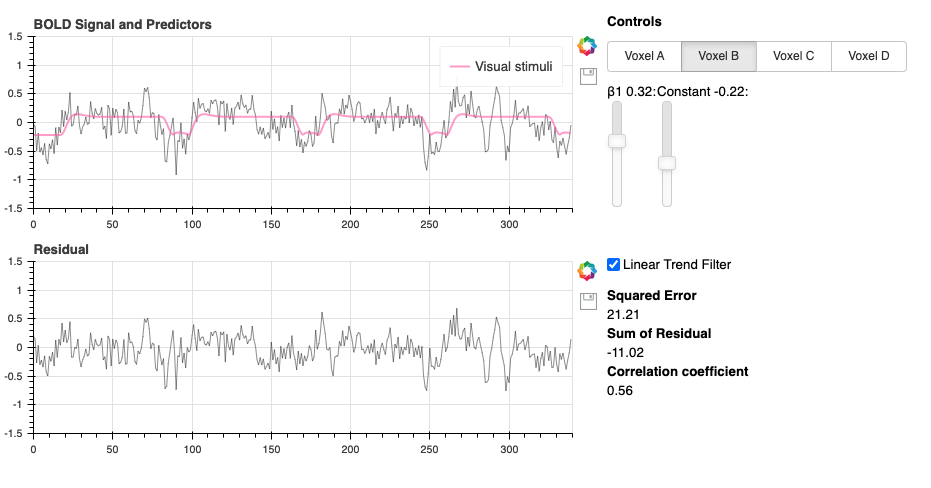 BOLD Signal and Predictors
1.5
1
0.5
0
-0.5
-1
-1.5
Visual stimuli
0 50 100 150 200 250 300
Controls
Voxel A Voxel B Voxel C Voxel D
β1 0.32: Constant -0.22:
Residual
1.5
1
0.5
0
-0.5
-1
-1.5
0 50 100 150 200 250 300
Linear Trend Filter
Squared Error
21.21
Sum of Residual
-11.02
Correlation coefficient
0.56